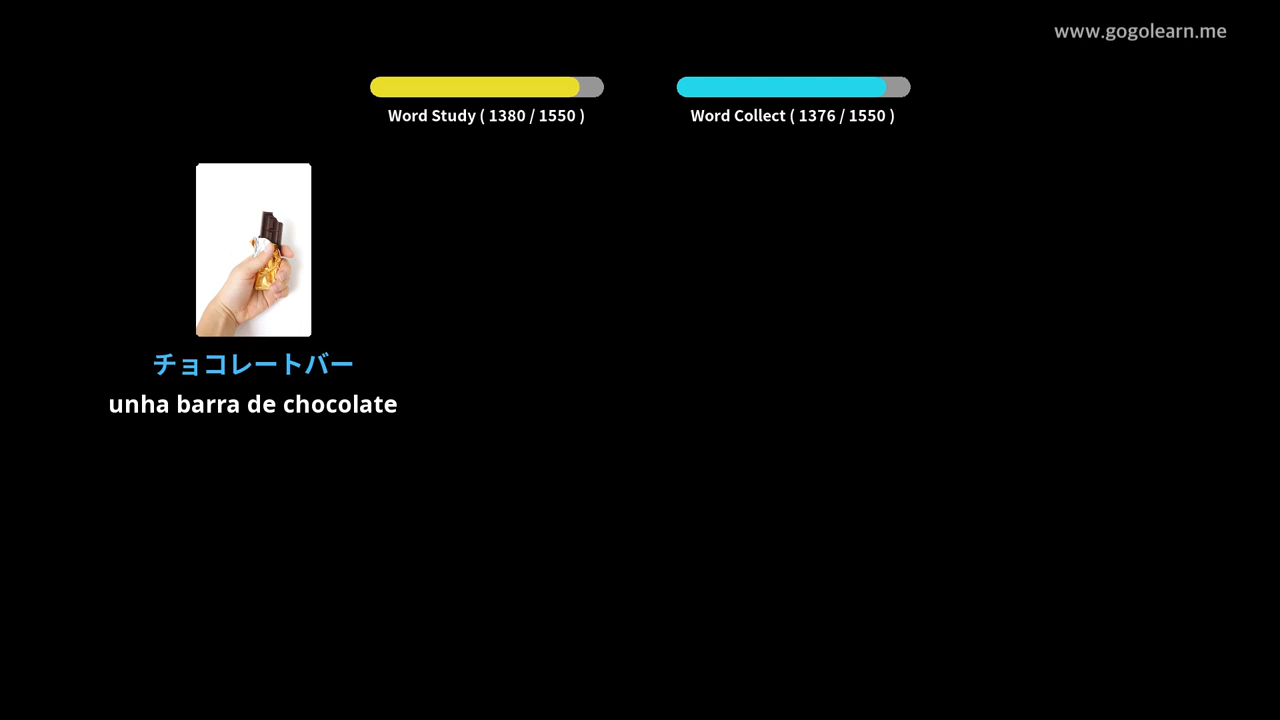 www.gogolearn.me
Word Study ( 1380 / 1550 )
Word Collect ( 1376 / 1550 )
チョコレートバー
unha barra de chocolate